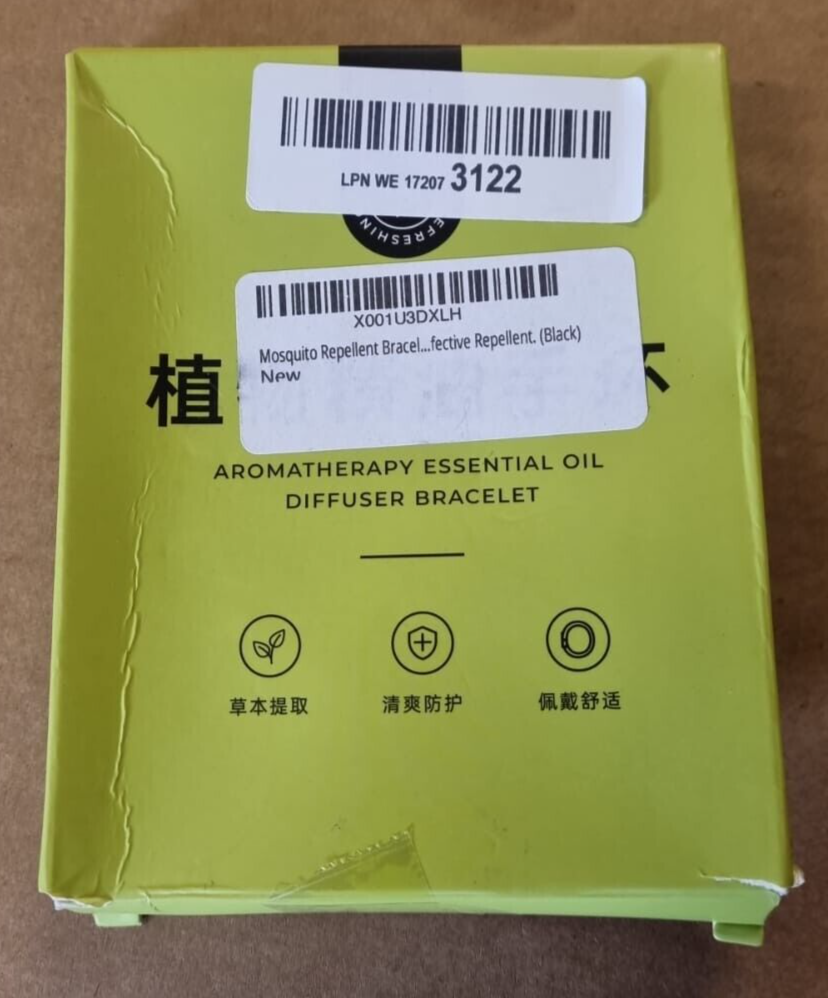 LPN WE 17207 3122
EFRESHIN
X001U3DXLH
Mosquito Repellent Bracel...fective Repellent. (Black)
New
植
AROMATHERAPY ESSENTIAL OIL
DIFFUSER BRACELET
草本提取 清爽防护 佩戴舒适